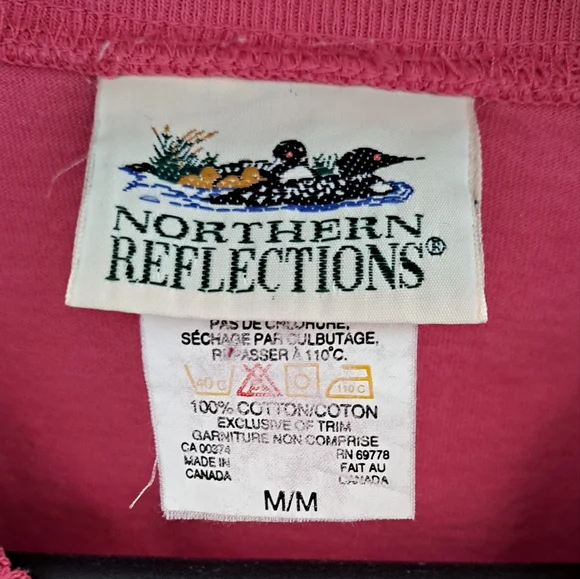 NORTHERN
REFLECTIONS®
PAS DE CHLORURE,
SÉCHAGE PAR CULBUTAGE,
REPASSER À 110°C.
40 C 110 C
100% COTTON/COTON
EXCLUSIVE OF TRIM
GARNITURE NON COMPRISE
CA 00374 RN 69778
MADE IN FAIT AU
CANADA CANADA
M/M